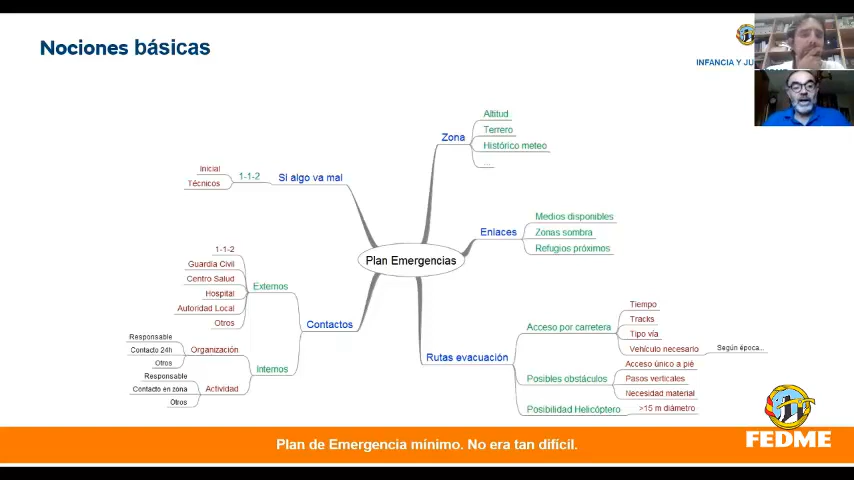 Nociones básicas
INFANCIA Y JU
Plan Emergencias
Zona
Altitud
Terrero
Histórico meteo
...
Enlaces
Medios disponibles
Zonas sombra
Refugios próximos
Rutas evacuación
Acceso por carretera
Tiempo
Tracks
Tipo vía
Vehículo necesario
Según época...
Posibles obstáculos
Acceso único a pié
Pasos verticales
Necesidad material
Posibilidad Helicóptero
>15 m diámetro
Si algo va mal
1-1-2
Inicial
Técnicos
Contactos
Externos
1-1-2
Guardia Civil
Centro Salud
Hospital
Autoridad Local
Otros
Internos
Organización
Responsable
Contacto 24h
Otros
Actividad
Responsable
Contacto en zona
Otros
FEDME
Plan de Emergencia mínimo. No era tan difícil.